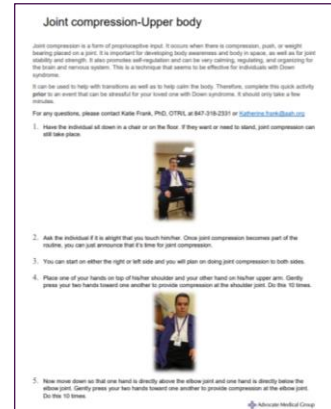 Joint compression-Upper body
Joint compression is a form of proprioceptive input. It occurs when there is compression, push, or weight
bearing placed on a joint. It is important for developing body awareness and body in space, as well as for joint
stability and strength. It also promotes self-regulation and can be very calming, regulating, and organizing for
the brain and nervous system. This is a technique that seems to be effective for individuals with Down
syndrome.
It can be used to help with transitions as well as to help calm the body. Therefore, complete this quick activity
prior to an event that can be stressful for your loved one with Down syndrome. It should only take a few
minutes.
For any questions, please contact Katie Frank, PhD, OTR/L at 847-318-2331 or Katherine.frank@aah.org
1. Have the individual sit down in a chair or on the floor. If they want or need to stand, joint compression can
still take place.
2. Ask the individual if it is alright that you touch him/her. Once joint compression becomes part of the
routine, you can just announce that it's time for joint compression.
3. You can start on either the right or left side and you will plan on doing joint compression to both sides.
4. Place one of your hands on top of his/her shoulder and your other hand on his/her upper arm. Gently
press your two hands toward one another to provide compression at the shoulder joint. Do this 10 times.
5. Now move down so that one hand is directly above the elbow joint and one hand is directly below the
elbow joint. Gently press your two hands toward one another to provide compression at the elbow joint.
Do this 10 times.
Advocate Medical Group